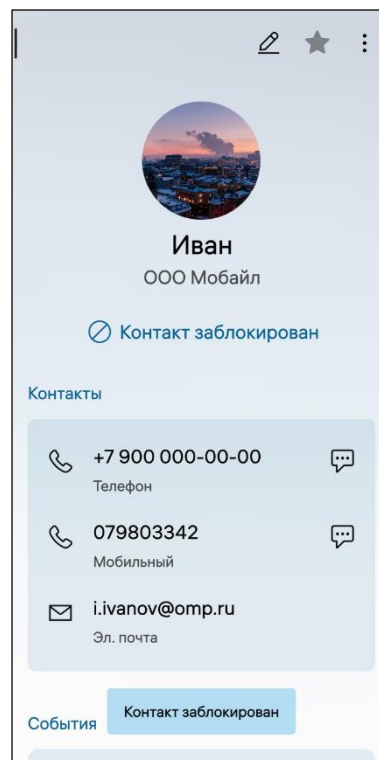 Иван
ООО Мобайл
Контакт заблокирован
Контакты
+7 900 000-00-00
Телефон
079803342
Мобильный
i.ivanov@omp.ru
Эл. почта
События
Контакт заблокирован